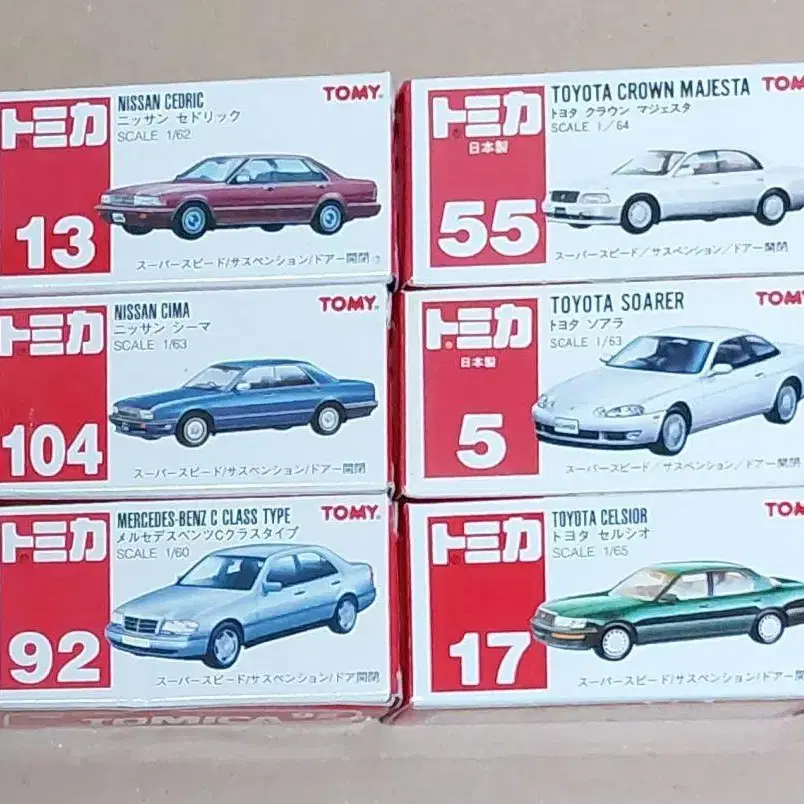 トミカ
13
NISSAN CEDRIC
ニッサン セドリック
SCALE 1/62
TOMY
スーパースピード/サスペンション/ドアー開閉
トミカ
日本製
55
TOYOTA CROWN MAJESTA
トヨタ クラウン マジェスタ
SCALE 1/64
TOM
スーパースピード/サスペンション/ドアー開閉
トミカ
104
NISSAN CIMA
ニッサン シーマ
SCALE 1/63
TOMY
スーパースピード/サスペンション/ドアー開閉
トミカ
日本製
5
TOYOTA SOARER
トヨタ ソアラ
SCALE 1/63
TOMY
スーパースピード/サスペンション/ドアー開閉
トミカ
92
MERCEDES-BENZ C CLASS TYPE
メルセデスベンツCクラスタイプ
SCALE 1/60
TOMY
スーパースピード/サスペンション/ドア開閉
トミカ
17
TOYOTA CELSIOR
トヨタ セルシオ
SCALE 1/65
TOM
スーパースピード/サスペンション/ドアー開閉
TOMICA